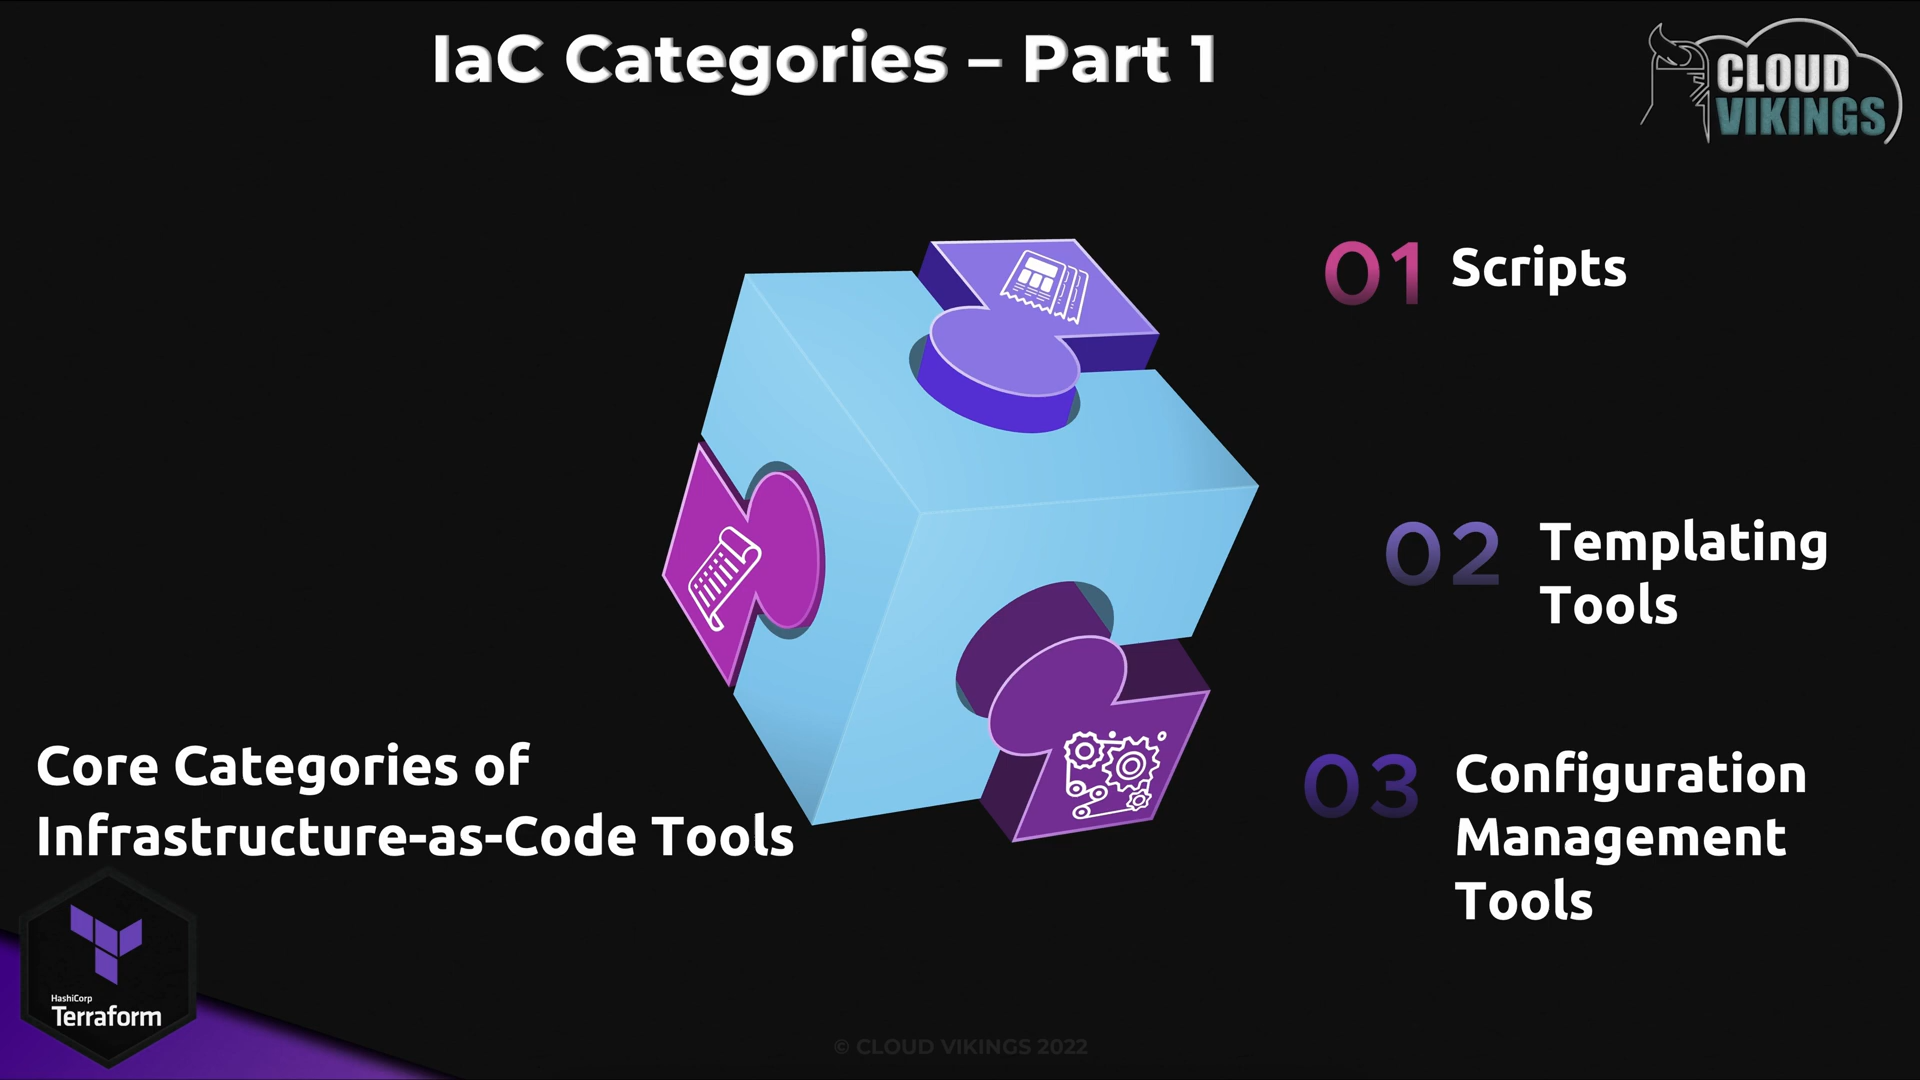 IaC Categories – Part 1
CLOUD
VIKINGS
01 Scripts
02 Templating
Tools
03 Configuration
Management
Tools
Core Categories of
Infrastructure-as-Code Tools
HashiCorp
Terraform
© CLOUD VIKINGS 2022